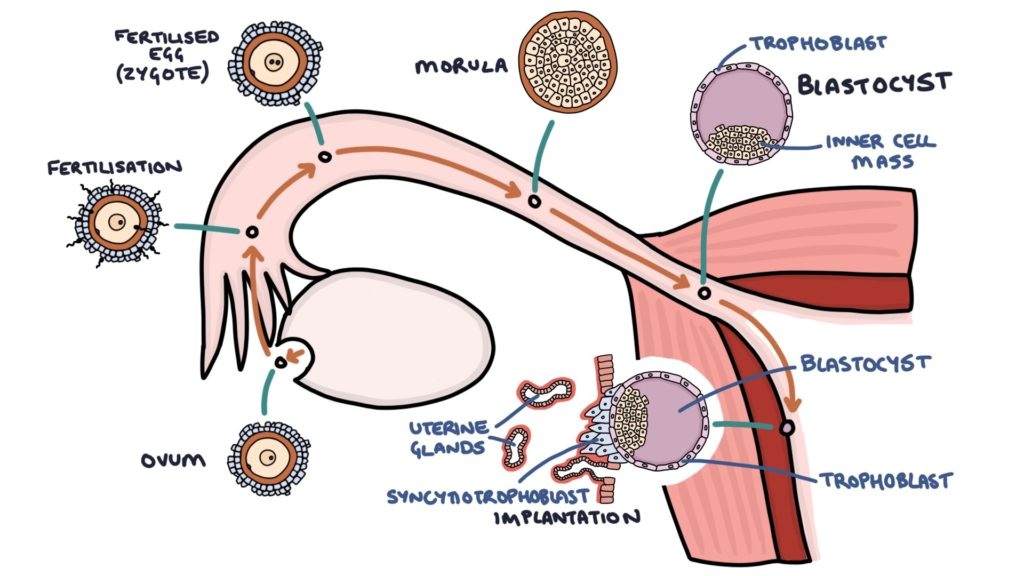 FERTILISED
EGG
(ZYGOTE)
MORULA
TROPHOBLAST
BLASTOCYST
INNER CELL
MASS
FERTILISATION
BLASTOCYST
UTERINE
GLANDS
OVUM
SYNCYTIOTROPHOBLAST
TROPHOBLAST
IMPLANTATION